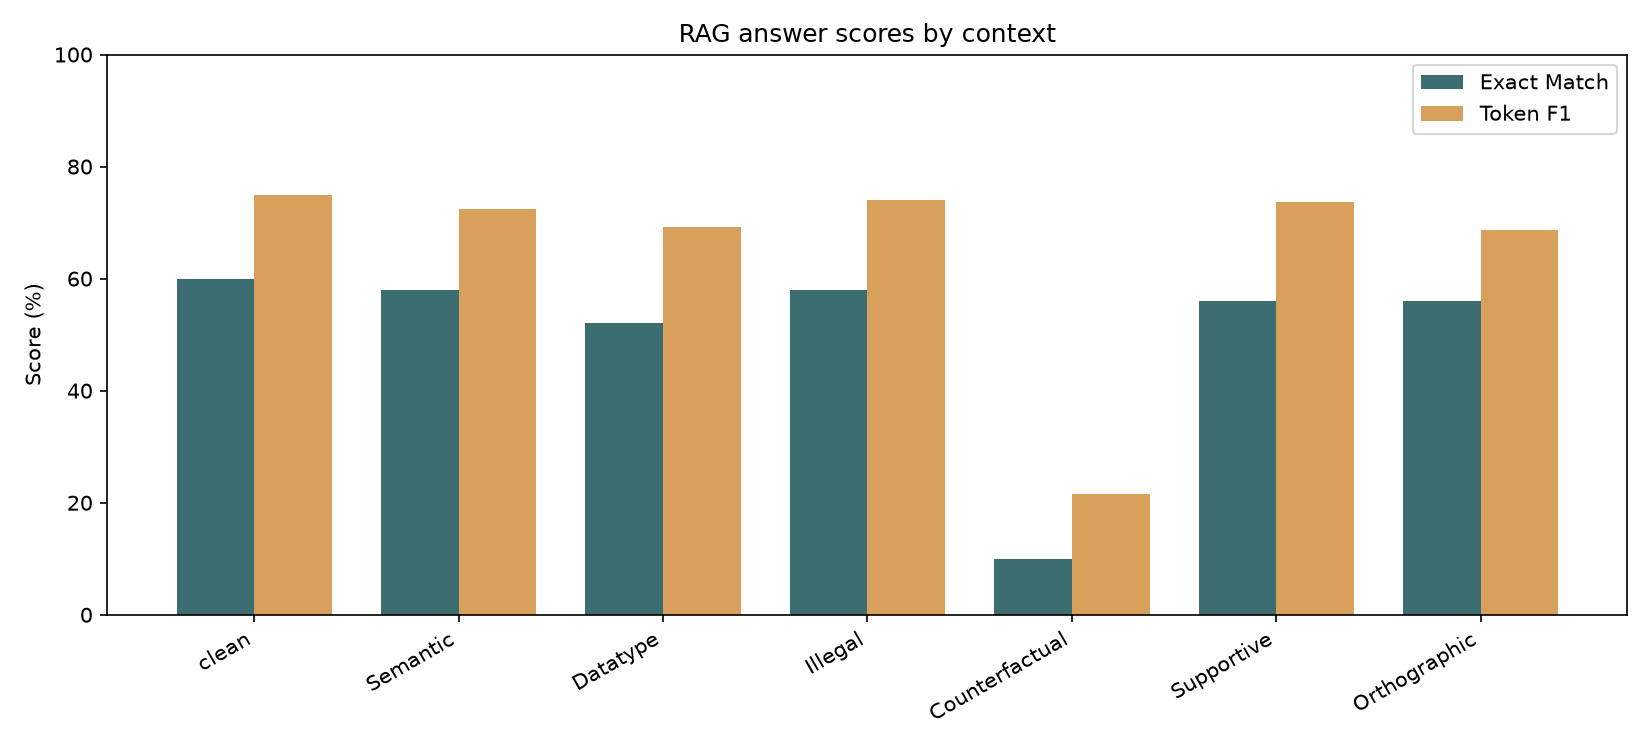 RAG answer scores by context
Exact Match
Token F1
Score (%)
100
80
60
40
20
0
clean
Semantic
Datatype
Illegal
Counterfactual
Supportive
Orthographic